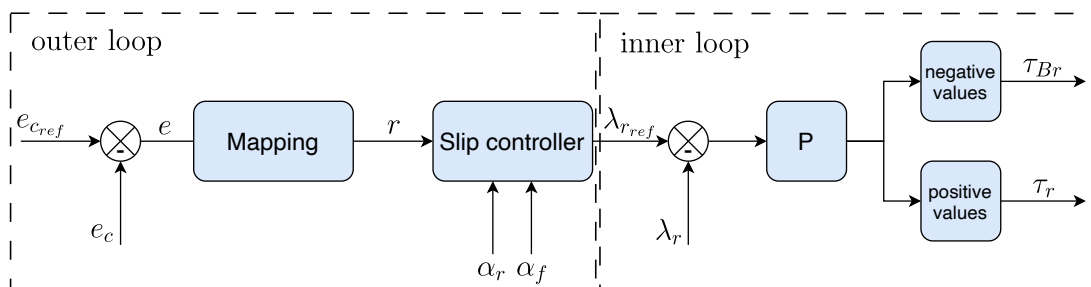 outer loop
inner loop
e_{c_{ref}}
-
e
Mapping
r
Slip controller
λ_{r_{ref}}
-
P
negative
values
τ_{Br}
positive
values
τ_r
e_c
α_r
α_f
λ_r